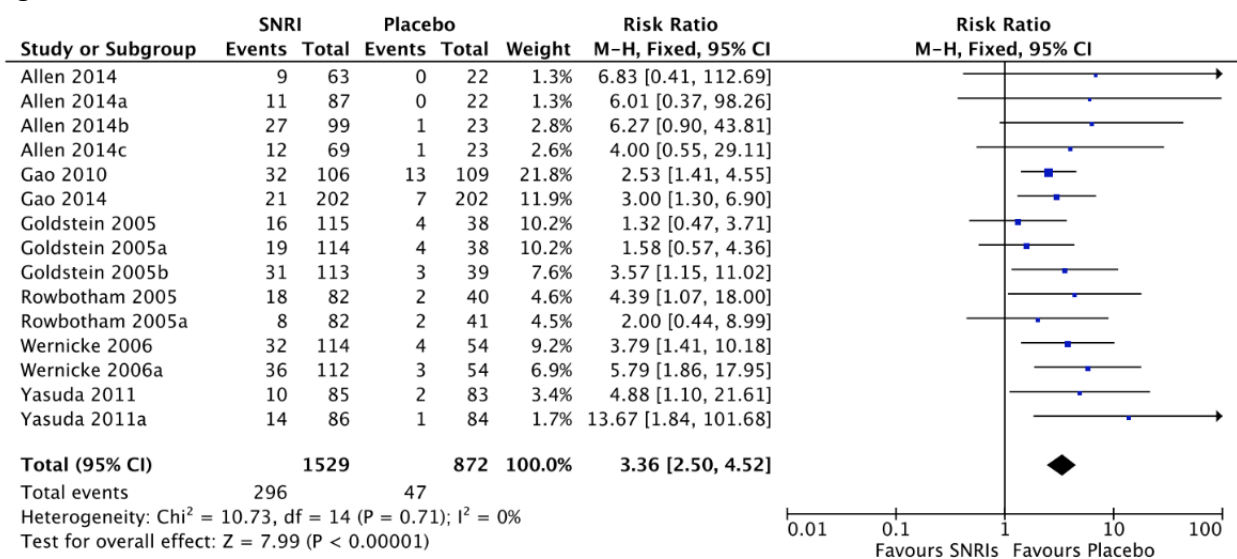 SNRI Placebo Risk Ratio Risk Ratio
Study or Subgroup Events Total Events Total Weight M-H, Fixed, 95% CI M-H, Fixed, 95% CI
Allen 2014 9 63 0 22 1.3% 6.83 [0.41, 112.69]
Allen 2014a 11 87 0 22 1.3% 6.01 [0.37, 98.26]
Allen 2014b 27 99 1 23 2.8% 6.27 [0.90, 43.81]
Allen 2014c 12 69 1 23 2.6% 4.00 [0.55, 29.11]
Gao 2010 32 106 13 109 21.8% 2.53 [1.41, 4.55]
Gao 2014 21 202 7 202 11.9% 3.00 [1.30, 6.90]
Goldstein 2005 16 115 4 38 10.2% 1.32 [0.47, 3.71]
Goldstein 2005a 19 114 4 38 10.2% 1.58 [0.57, 4.36]
Goldstein 2005b 31 113 3 39 7.6% 3.57 [1.15, 11.02]
Rowbotham 2005 18 82 2 40 4.6% 4.39 [1.07, 18.00]
Rowbotham 2005a 8 82 2 41 4.5% 2.00 [0.44, 8.99]
Wernicke 2006 32 114 4 54 9.2% 3.79 [1.41, 10.18]
Wernicke 2006a 36 112 3 54 6.9% 5.79 [1.86, 17.95]
Yasuda 2011 10 85 2 83 3.4% 4.88 [1.10, 21.61]
Yasuda 2011a 14 86 1 84 1.7% 13.67 [1.84, 101.68]
Total (95% CI) 1529 872 100.0% 3.36 [2.50, 4.52]
Total events 296 47
Heterogeneity: Chi² = 10.73, df = 14 (P = 0.71); I² = 0%
Test for overall effect: Z = 7.99 (P < 0.00001)
0.01 0.1 1 10 100
Favours SNRIs Favours Placebo